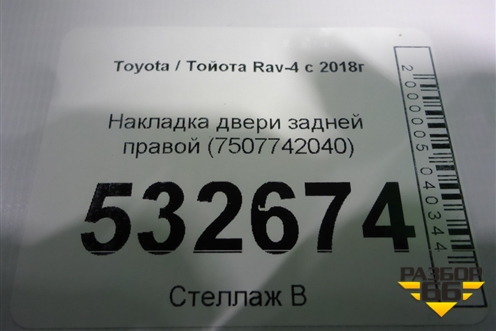 Toyota / Тойота Rav-4 с 2018г
Накладка двери задней
правой (7507742040)
532674
Стеллаж В
2000005040344
РАЗБОР
66